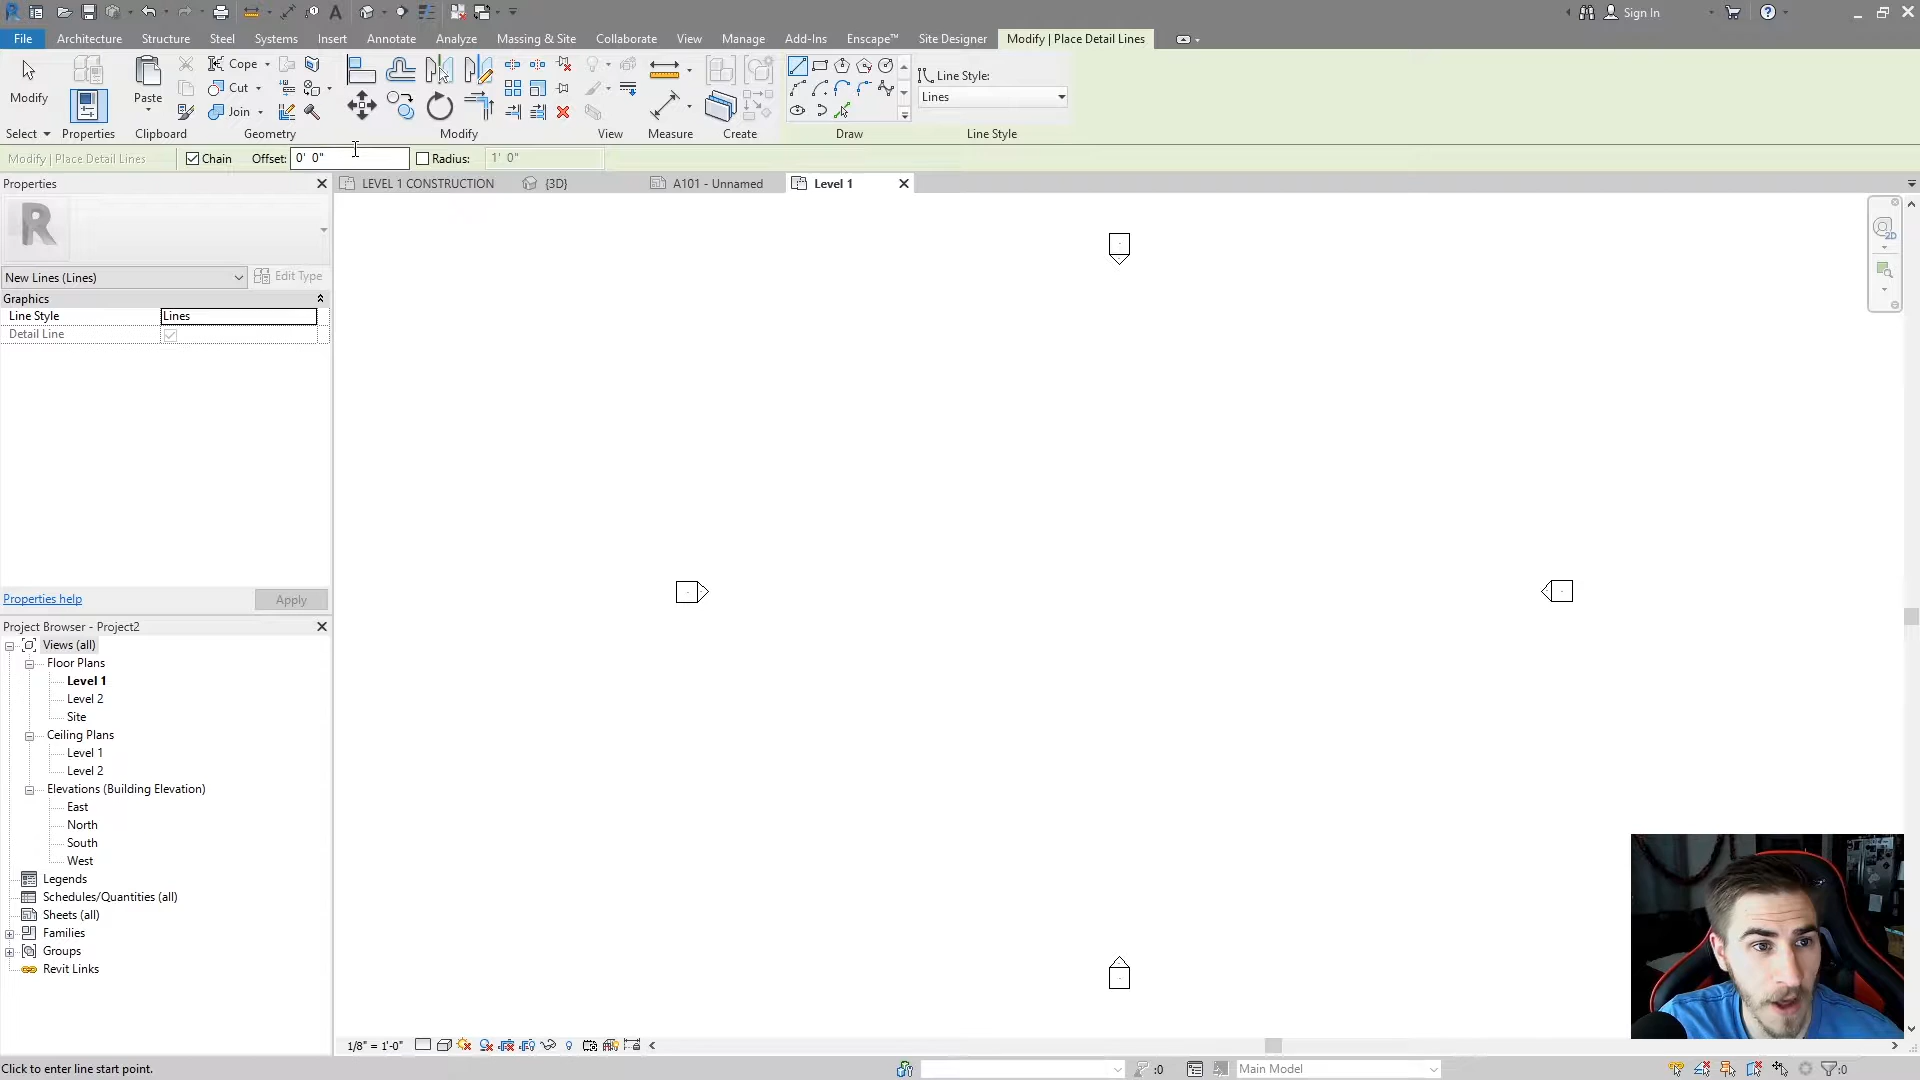 Sign In
File Architecture Structure Steel Systems Insert Annotate Analyze Massing & Site Collaborate View Manage Add-Ins Enscape™ Site Designer Modify | Place Detail Lines
Modify
Paste
Cope
Cut
Join
Line Style:
Lines
Select Properties Clipboard Geometry Modify View Measure Create Draw Line Style
Modify | Place Detail Lines Chain Offset: 0' 0" Radius: 1' 0"
Properties
LEVEL 1 CONSTRUCTION {3D} A101 - Unnamed Level 1
R
2D
New Lines (Lines) Edit Type
Graphics
Line Style Lines
Detail Line
Properties help Apply
Project Browser - Project2
Views (all)
Floor Plans
Level 1
Level 2
Site
Ceiling Plans
Level 1
Level 2
Elevations (Building Elevation)
East
North
South
West
Legends
Schedules/Quantities (all)
Sheets (all)
Families
Groups
Revit Links
1/8" = 1'-0"
Click to enter line start point. :0 Main Model :0